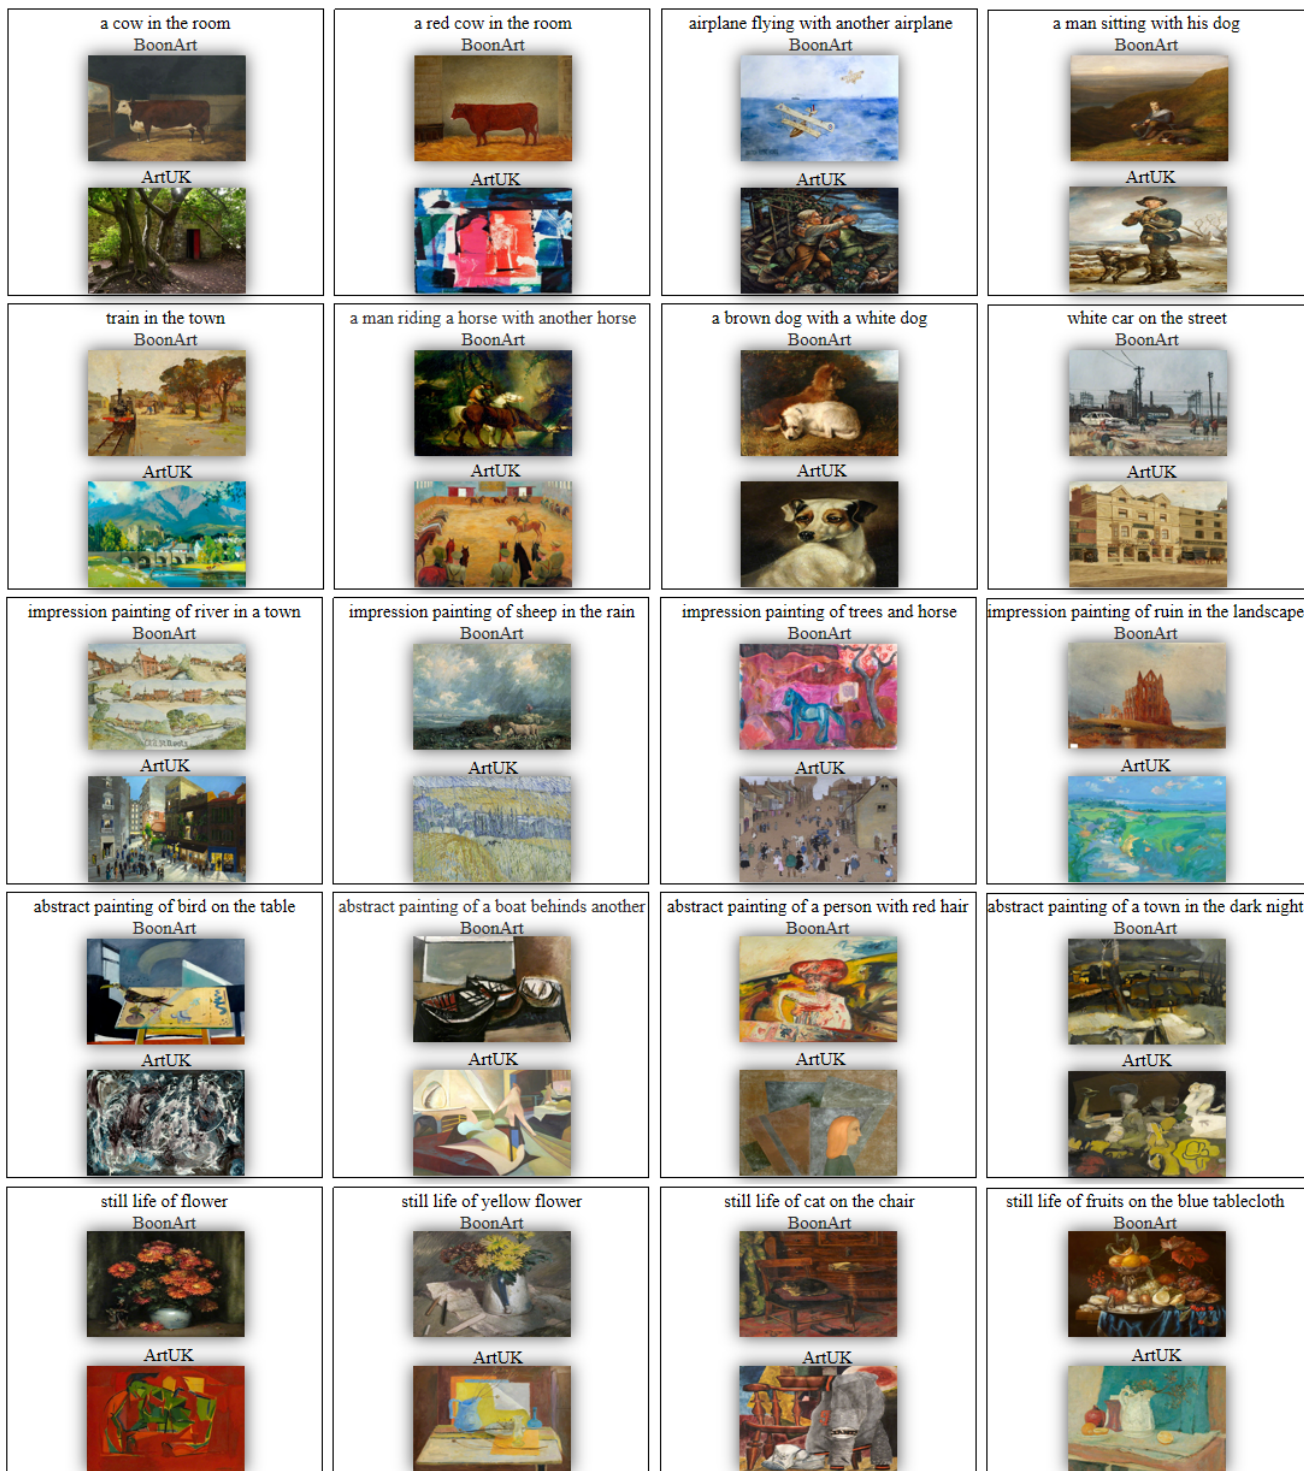 a cow in the room
BoonArt
ArtUK
a red cow in the room
BoonArt
ArtUK
airplane flying with another airplane
BoonArt
ArtUK
a man sitting with his dog
BoonArt
ArtUK
train in the town
BoonArt
ArtUK
a man riding a horse with another horse
BoonArt
ArtUK
a brown dog with a white dog
BoonArt
ArtUK
white car on the street
BoonArt
ArtUK
impression painting of river in a town
BoonArt
ArtUK
impression painting of sheep in the rain
BoonArt
ArtUK
impression painting of trees and horse
BoonArt
ArtUK
impression painting of ruin in the landscape
BoonArt
ArtUK
abstract painting of bird on the table
BoonArt
ArtUK
abstract painting of a boat behinds another
BoonArt
ArtUK
abstract painting of a person with red hair
BoonArt
ArtUK
abstract painting of a town in the dark night
BoonArt
ArtUK
still life of flower
BoonArt
ArtUK
still life of yellow flower
BoonArt
ArtUK
still life of cat on the chair
BoonArt
ArtUK
still life of fruits on the blue tablecloth
BoonArt
ArtUK